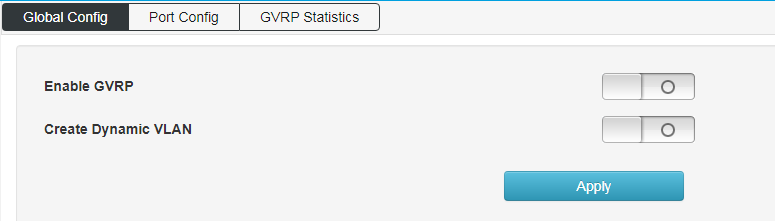 Global Config Port Config GVRP Statistics
Enable GVRP
Create Dynamic VLAN
Apply